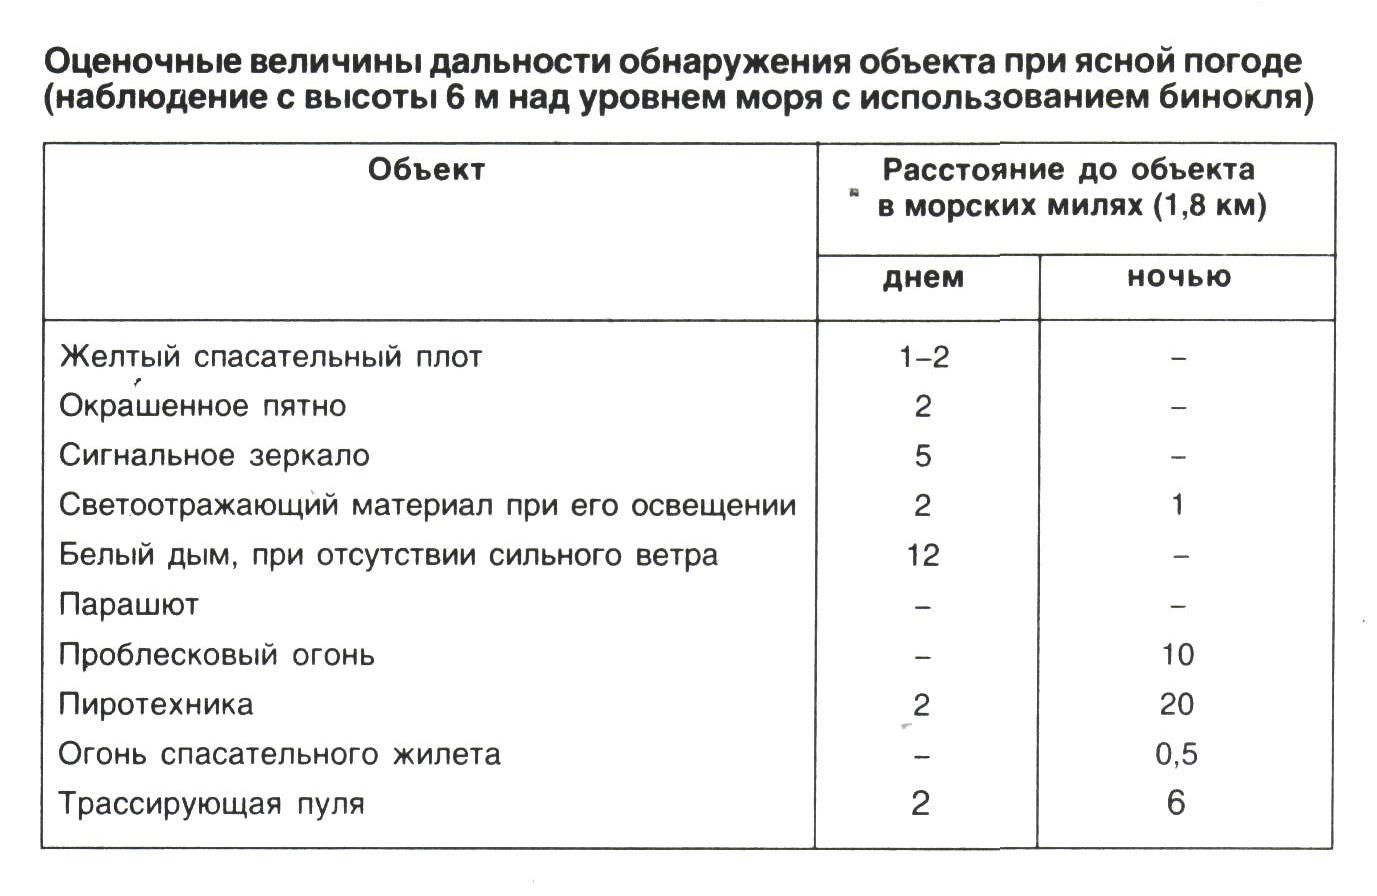 Оценочные величины дальности обнаружения объекта при ясной погоде
(наблюдение с высоты 6 м над уровнем моря с использованием бинокля)
Объект
Расстояние до объекта
в морских милях (1,8 км)
днем ночью
Желтый спасательный плот 1–2 –
Окрашенное пятно 2 –
Сигнальное зеркало 5 –
Светоотражающий материал при его освещении 2 1
Белый дым, при отсутствии сильного ветра 12 –
Парашют – –
Проблесковый огонь – 10
Пиротехника 2 20
Огонь спасательного жилета – 0,5
Трассирующая пуля 2 6